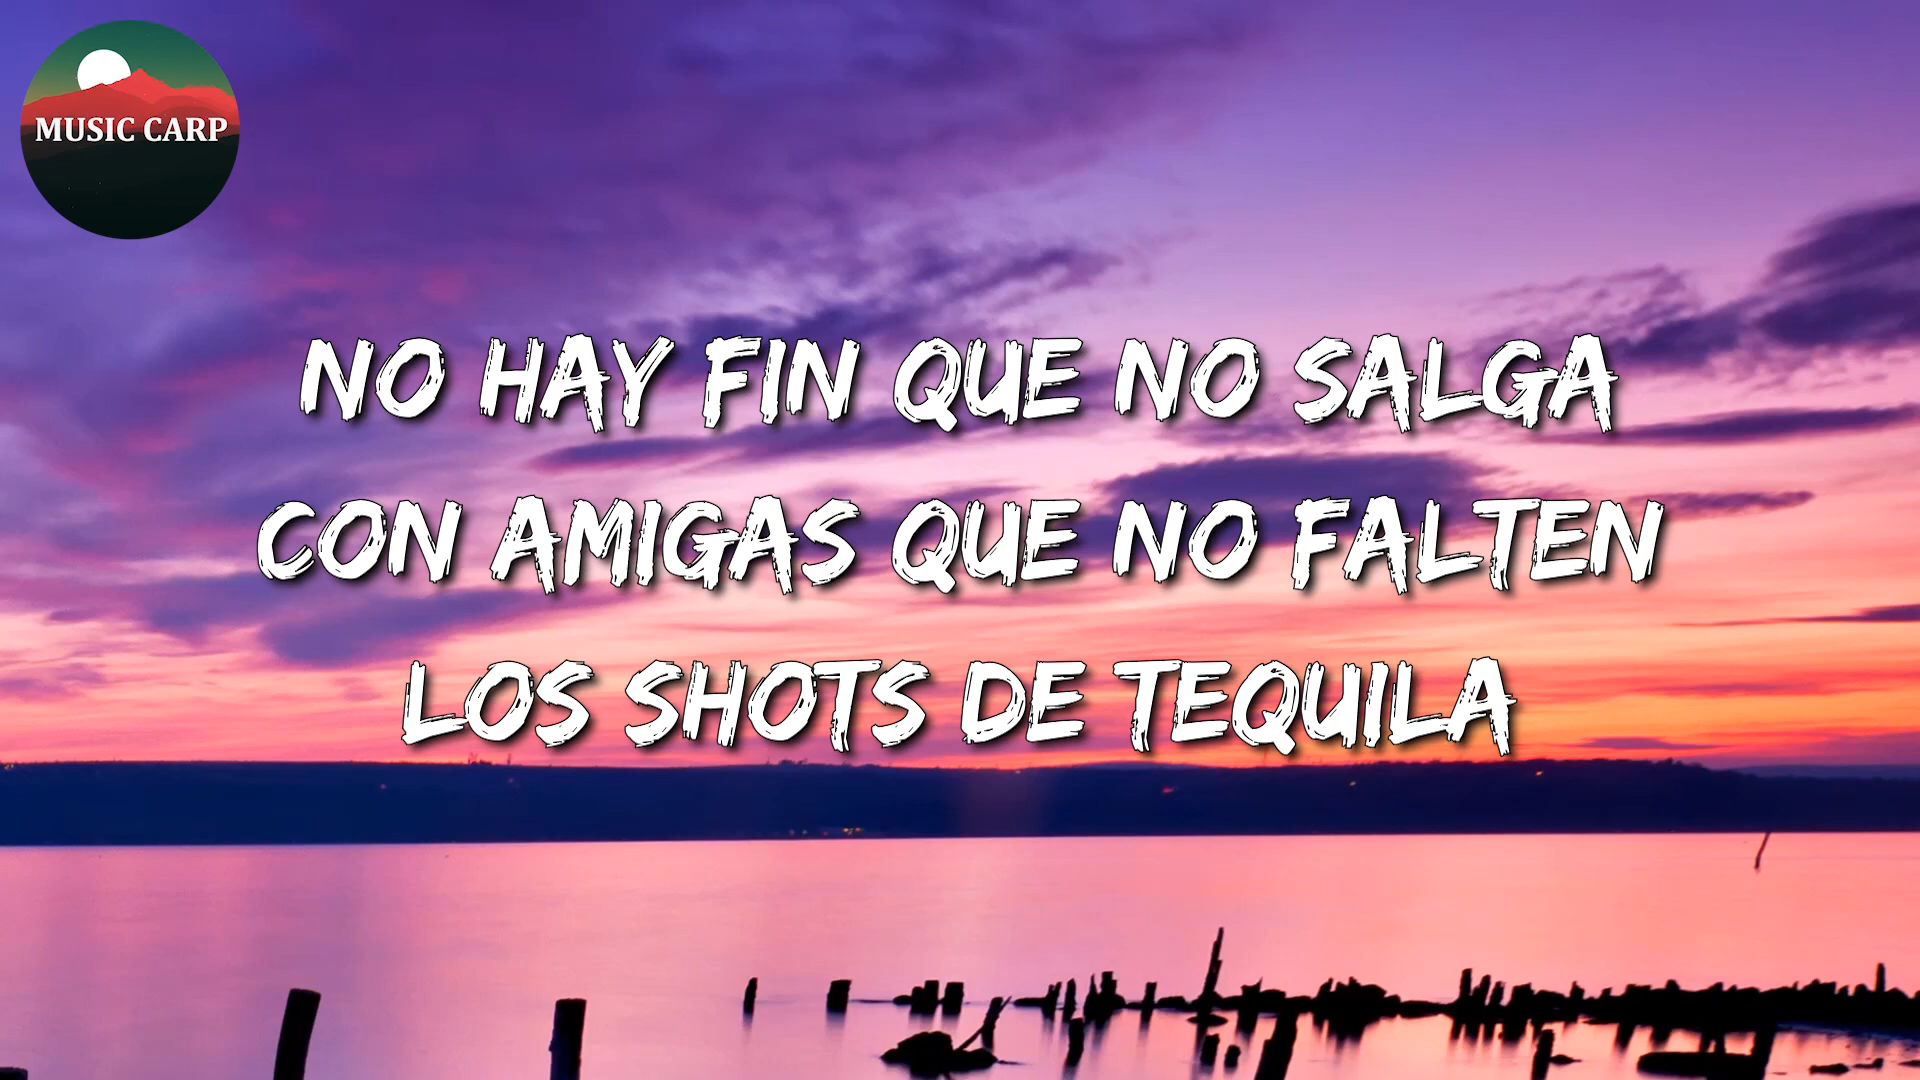 MUSIC CARP
NO HAY FIN QUE NO SALGA
CON AMIGAS QUE NO FALTEN
LOS SHOTS DE TEQUILA